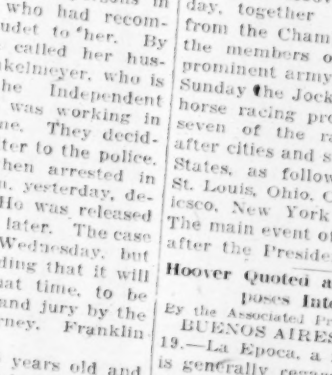 who had recom-
udet to her. By
called her hus-
kelmeyer, who is
he Independent
was working in
ne. They decid-
ter to the police.
hen arrested in
n, yesterday, de-
He was released
later. The case
Wednesday, but
ding that it will
at time, to be
and jury by the
rney, Franklin
years old and
day, together
from the Cham
the members o
prominent army
Sunday the Jock
horse racing pro
seven of the ra
after cities and s
States, as follow
St. Louis, Ohio, C
icsco, New York
The main event of
after the Preside
Hoover Quoted a
poses Inte
By the Associated Pr
BUENOS AIRES
19.—La Epoca, a
is generally rega